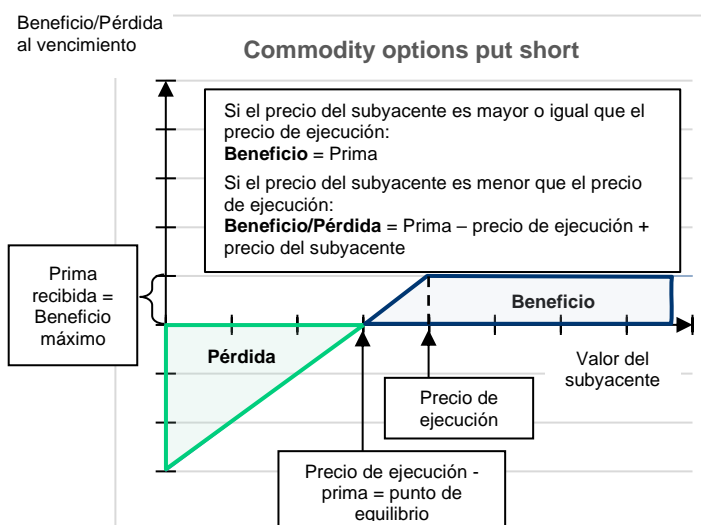 Beneficio/Pérdida
al vencimiento
Commodity options put short
Si el precio del subyacente es mayor o igual que el
precio de ejecución:
Beneficio = Prima
Si el precio del subyacente es menor que el precio
de ejecución:
Beneficio/Pérdida = Prima – precio de ejecución +
precio del subyacente
Prima
recibida =
Beneficio
máximo
Beneficio
Pérdida
Valor del
subyacente
Precio de
ejecución
Precio de ejecución -
prima = punto de
equilibrio